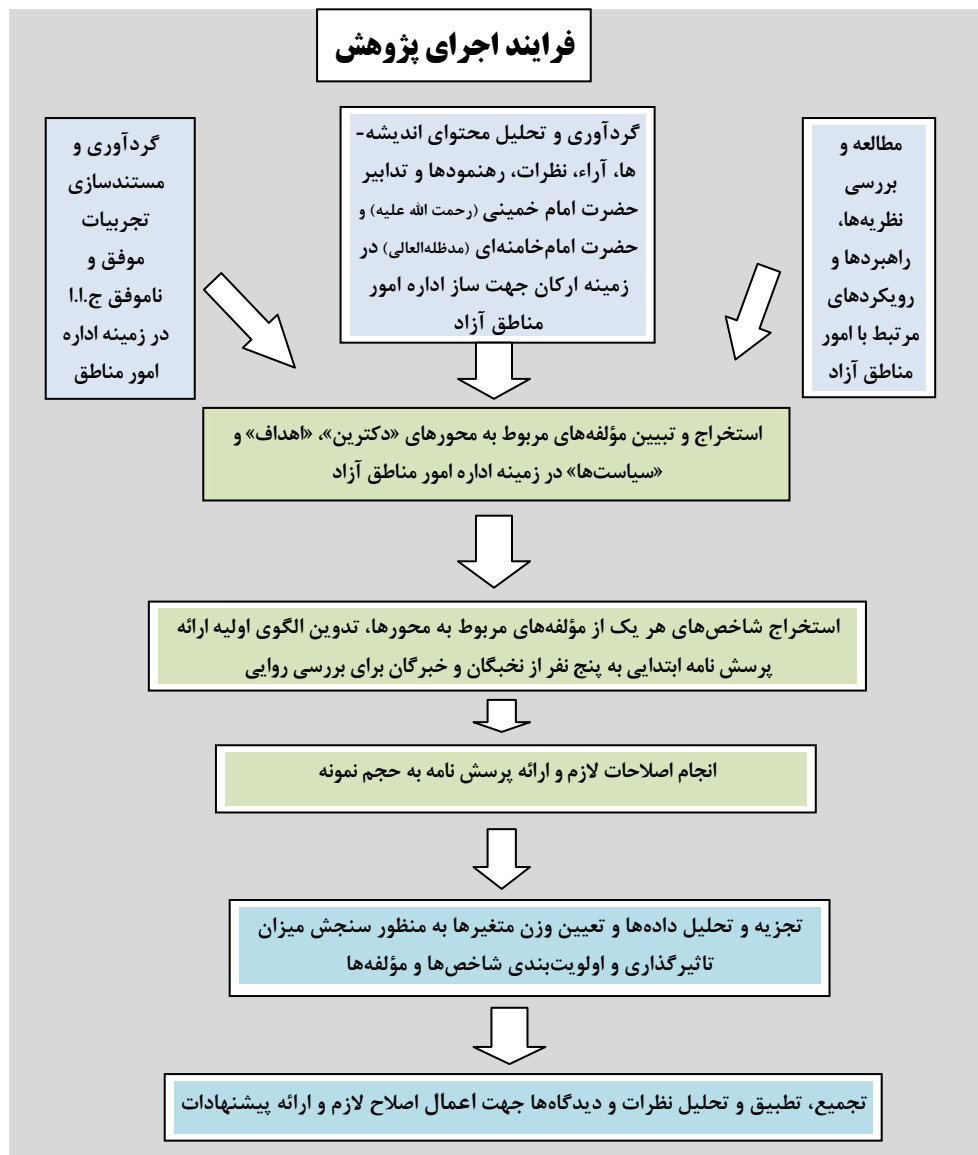 فرایند اجرای پژوهش
مطالعه و
بررسی
نظریه‌ها،
راهبردها و
رویکردهای
مرتبط با امور
مناطق آزاد
گردآوری و تحلیل محتوای اندیشه-
ها، آراء، نظرات، رهنمودها و تدابیر
حضرت امام خمینی (رحمت الله علیه) و
حضرت امام‌خامنه‌ای (مدظله‌العالی) در
زمینه ارکان جهت ساز اداره امور
مناطق آزاد
گردآوری و
مستندسازی
تجربیات
موفق و
ناموفق ج.ا.ا
در زمینه اداره
امور مناطق
استخراج و تبیین مؤلفه‌های مربوط به محورهای «دکترین»، «اهداف» و
«سیاست‌ها» در زمینه اداره امور مناطق آزاد
استخراج شاخص‌های هر یک از مؤلفه‌های مربوط به محورها، تدوین الگوی اولیه ارائه
پرسش نامه ابتدایی به پنج نفر از نخبگان و خبرگان برای بررسی روایی
انجام اصلاحات لازم و ارائه پرسش نامه به حجم نمونه
تجزیه و تحلیل داده‌ها و تعیین وزن متغیرها به منظور سنجش میزان
تاثیرگذاری و اولویت‌بندی شاخص‌ها و مؤلفه‌ها
تجمیع، تطبیق و تحلیل نظرات و دیدگاه‌ها جهت اعمال اصلاح لازم و ارائه پیشنهادات